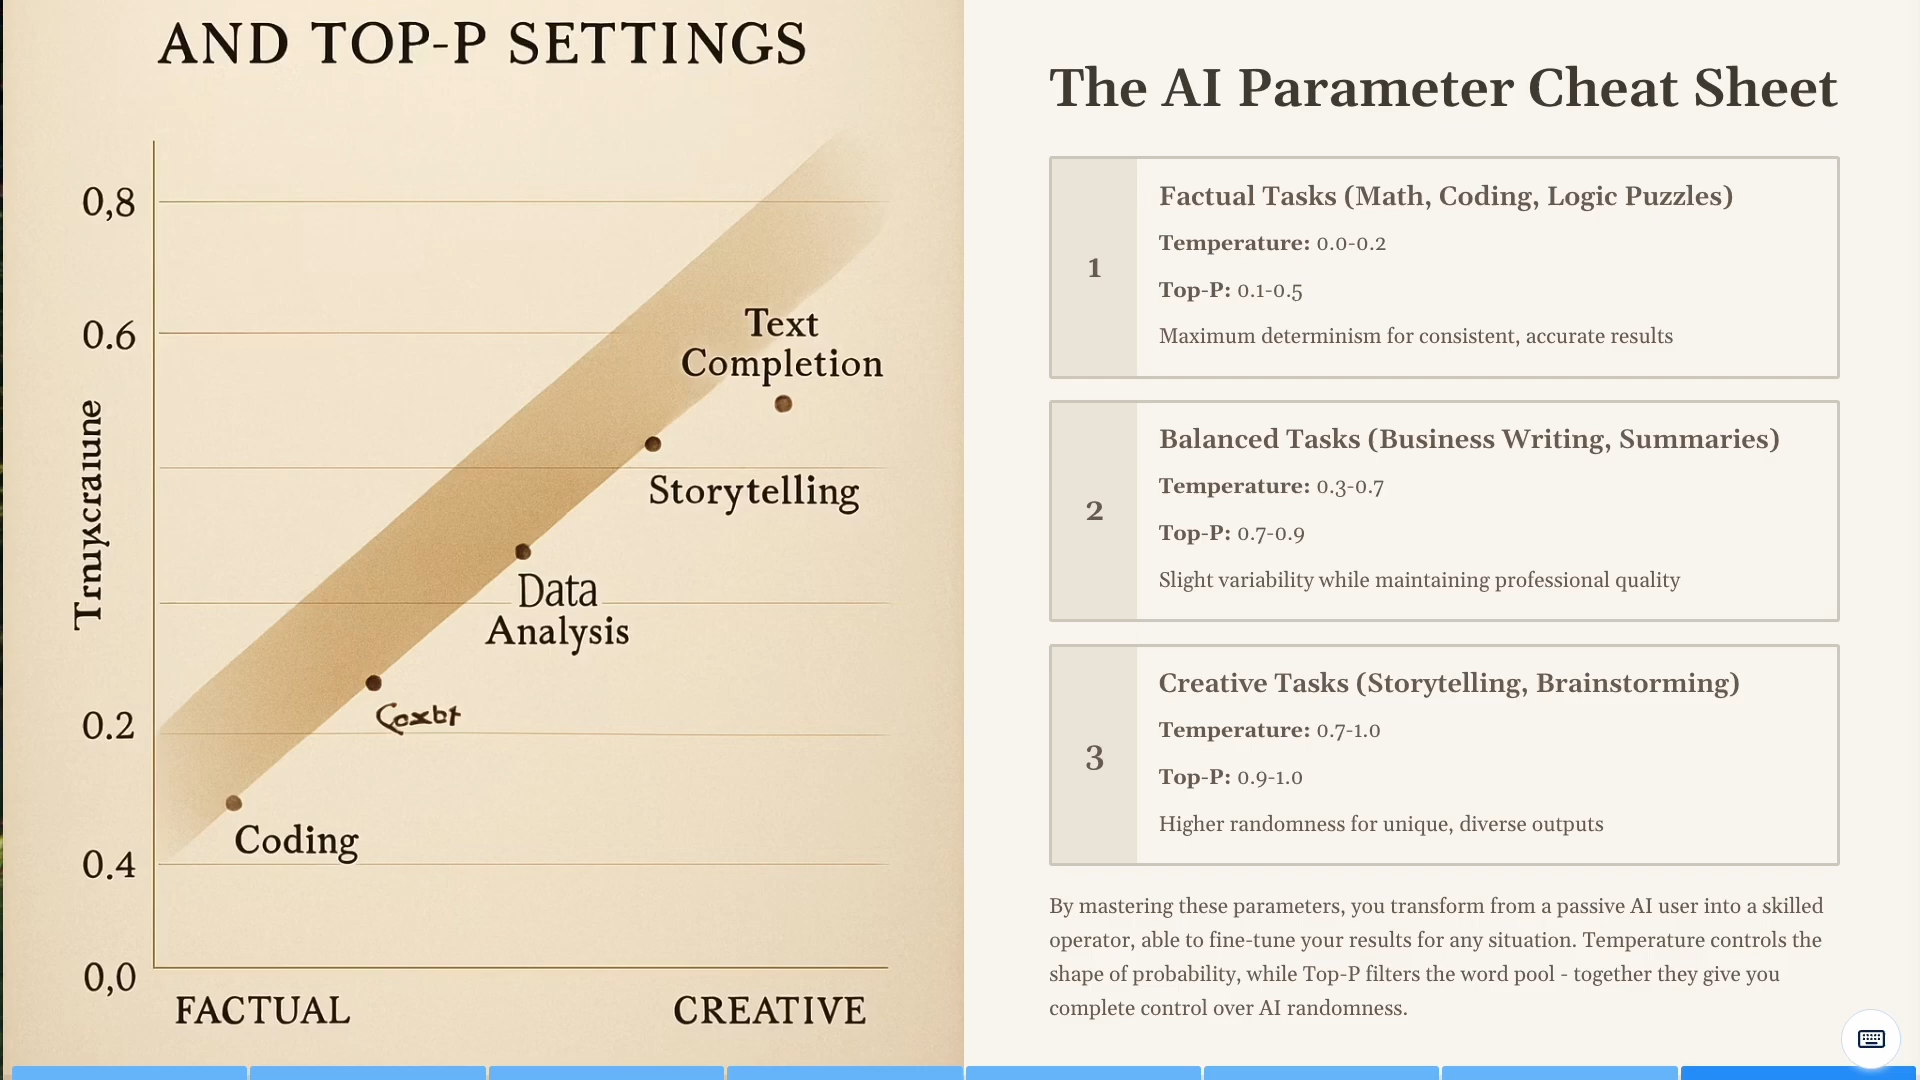 AND TOP-P SETTINGS
0,8
0.6
0.2
0.4
0,0
Text
Completion
Storytelling
Data
Analysis
Coding
FACTUAL
CREATIVE
The AI Parameter Cheat Sheet
1
Factual Tasks (Math, Coding, Logic Puzzles)
Temperature: 0.0-0.2
Top-P: 0.1-0.5
Maximum determinism for consistent, accurate results
2
Balanced Tasks (Business Writing, Summaries)
Temperature: 0.3-0.7
Top-P: 0.7-0.9
Slight variability while maintaining professional quality
3
Creative Tasks (Storytelling, Brainstorming)
Temperature: 0.7-1.0
Top-P: 0.9-1.0
Higher randomness for unique, diverse outputs
By mastering these parameters, you transform from a passive AI user into a skilled
operator, able to fine-tune your results for any situation. Temperature controls the
shape of probability, while Top-P filters the word pool - together they give you
complete control over AI randomness.